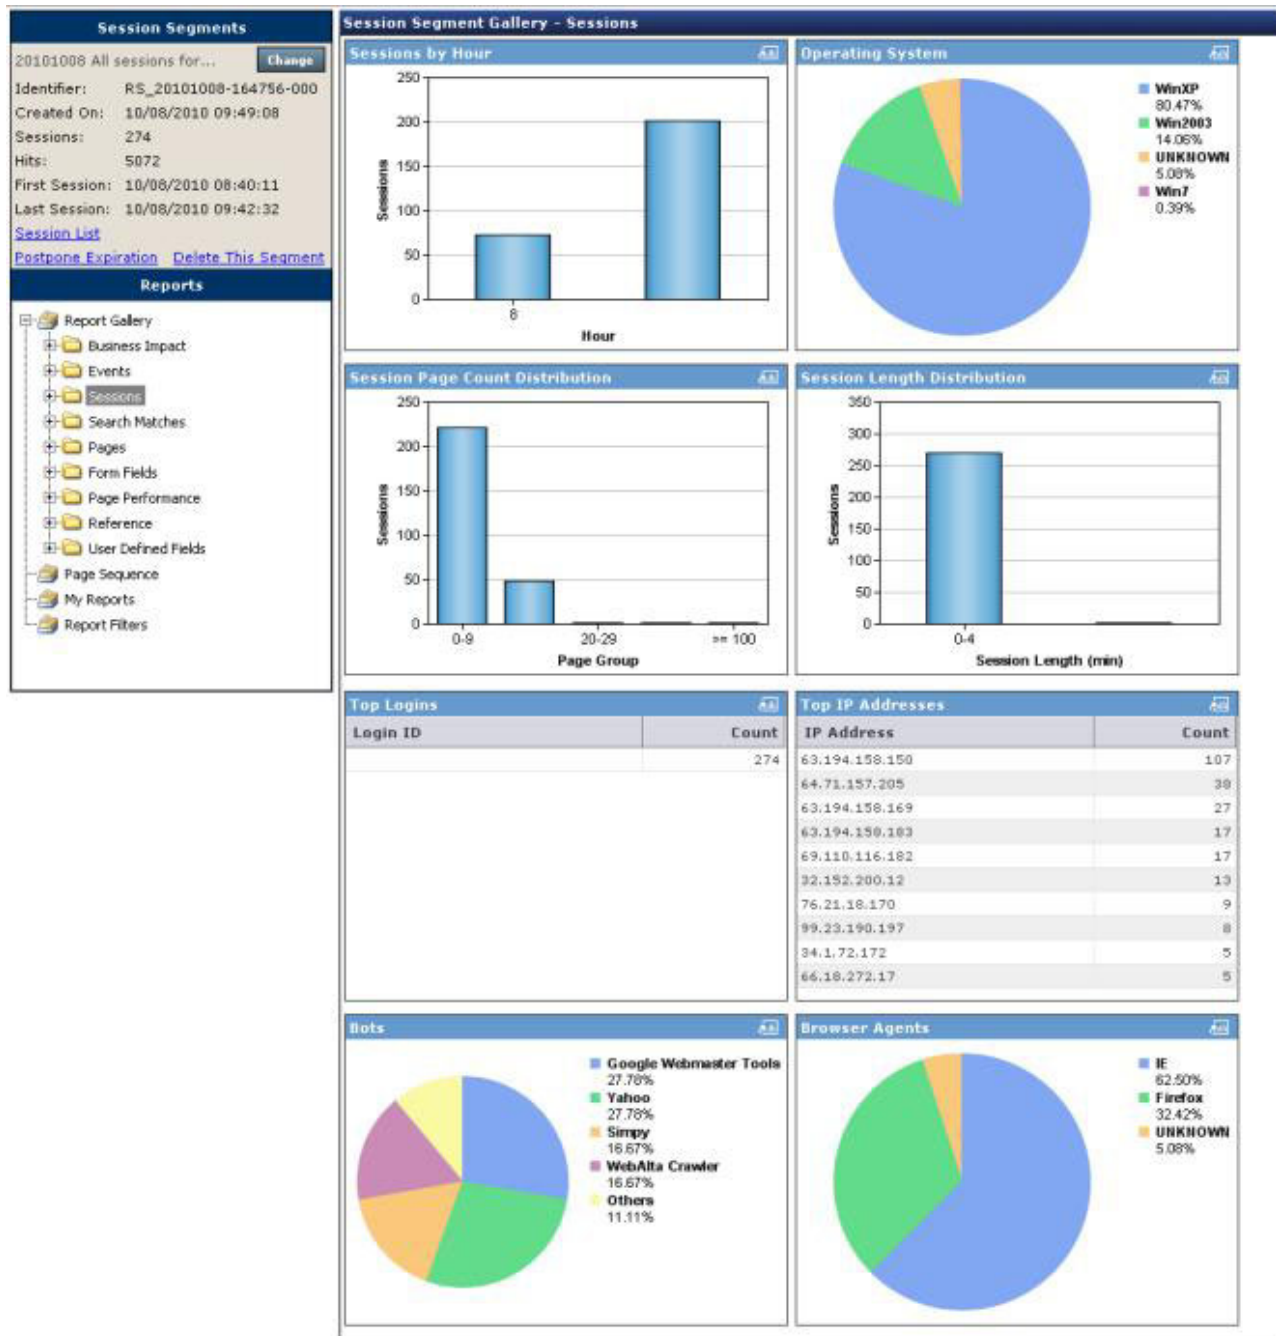 Session Segments
20101008 All sessions for... Change
Identifier: RS_20101008-164756-000
Created On: 10/08/2010 09:49:08
Sessions: 274
Hits: 5072
First Session: 10/08/2010 08:40:11
Last Session: 10/08/2010 09:42:32
Session List
Postpone Expiration Delete This Segment
Reports
Report Gallery
Business Impact
Events
Sessions
Search Matches
Pages
Form Fields
Page Performance
Reference
User Defined Fields
Page Sequence
My Reports
Report Filters
Session Segment Gallery - Sessions
Sessions by Hour
250
200
150
100
50
0
Sessions
8
Hour
Operating System
WinXP
80.47%
Win2003
14.06%
UNKNOWN
5.08%
Win7
0.39%
Session Page Count Distribution
250
200
150
100
50
0
Sessions
0-9 20-29 >= 100
Page Group
Session Length Distribution
350
300
250
200
150
100
50
0
Sessions
0-4
Session Length (min)
Top Logins
Login ID Count
274
Top IP Addresses
IP Address Count
63.194.158.150 107
64.71.157.205 38
63.194.158.169 27
63.194.158.183 17
69.110.116.182 17
32.152.200.12 13
76.21.18.170 9
99.23.190.197 8
34.1.72.172 5
66.18.272.17 5
Bots
Google Webmaster Tools
27.78%
Yahoo
27.78%
Simpy
16.67%
WebAlta Crawler
16.67%
Others
11.11%
Browser Agents
IE
62.50%
Firefox
32.42%
UNKNOWN
5.08%